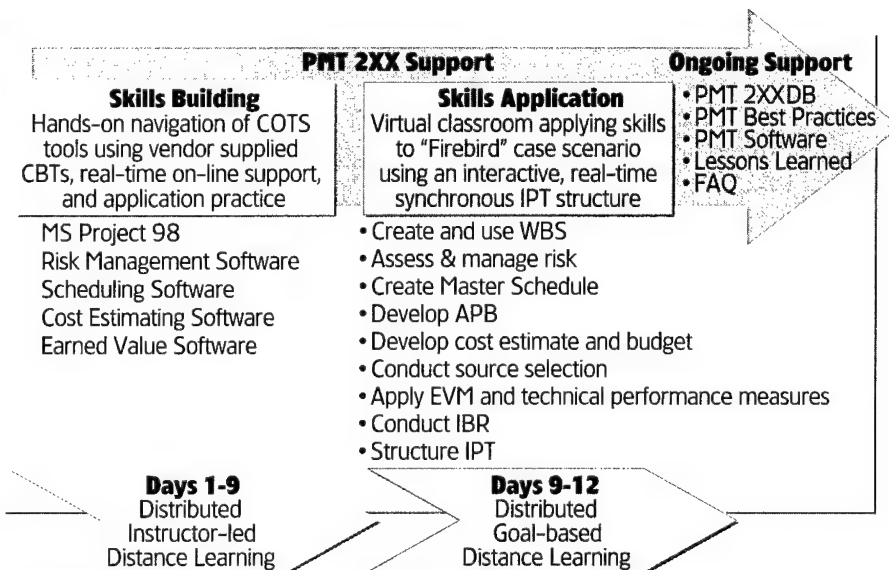 PMT 2XX Support
Ongoing Support
Skills Building
Hands-on navigation of COTS
tools using vendor supplied
CBTs, real-time on-line support,
and application practice
Skills Application
Virtual classroom applying skills
to "Firebird" case scenario
using an interactive, real-time
synchronous IPT structure
•PMT 2XXDB
•PMT Best Practices
•PMT Software
•Lessons Learned
•FAQ
MS Project 98
Risk Management Software
Scheduling Software
Cost Estimating Software
Earned Value Software
•Create and use WBS
•Assess & manage risk
•Create Master Schedule
•Develop APB
•Develop cost estimate and budget
•Conduct source selection
•Apply EVM and technical performance measures
•Conduct IBR
•Structure IPT
Days 1-9
Distributed
Instructor-led
Distance Learning
Days 9-12
Distributed
Goal-based
Distance Learning